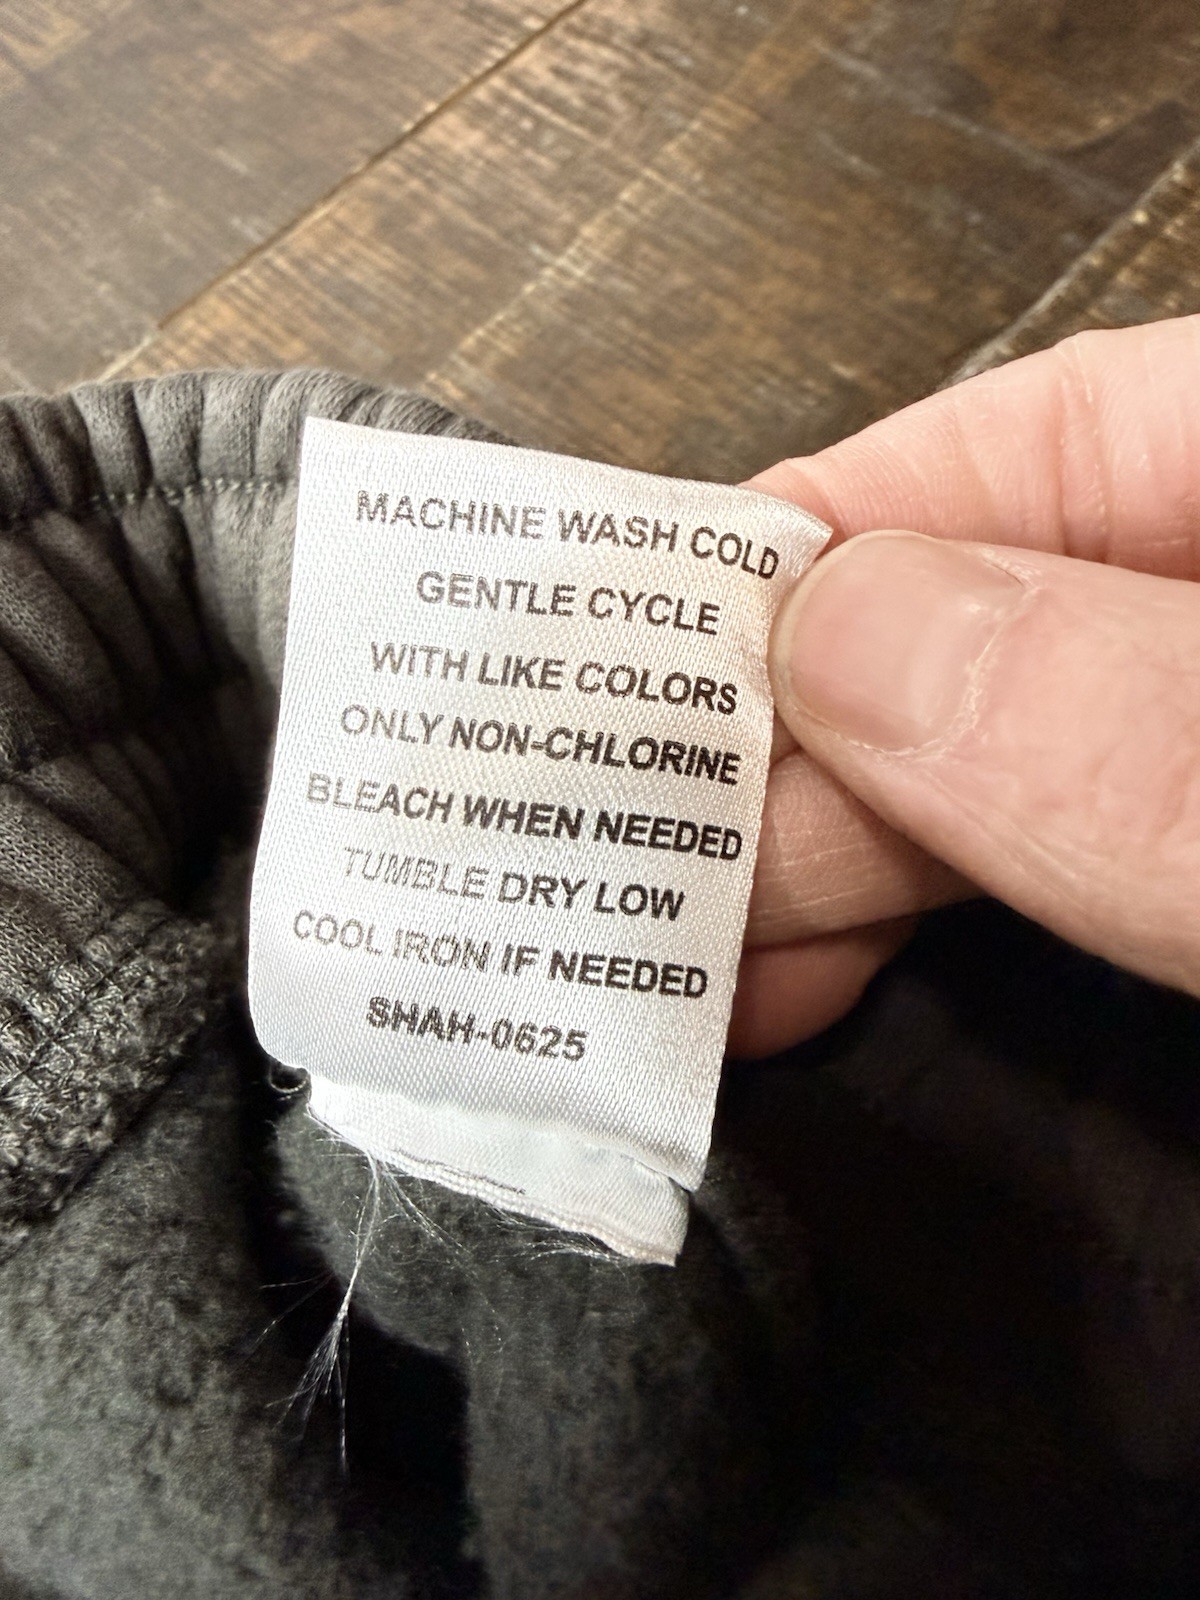 MACHINE WASH COLD
GENTLE CYCLE
WITH LIKE COLORS
ONLY NON-CHLORINE
BLEACH WHEN NEEDED
TUMBLE DRY LOW
COOL IRON IF NEEDED
SHAH-0625